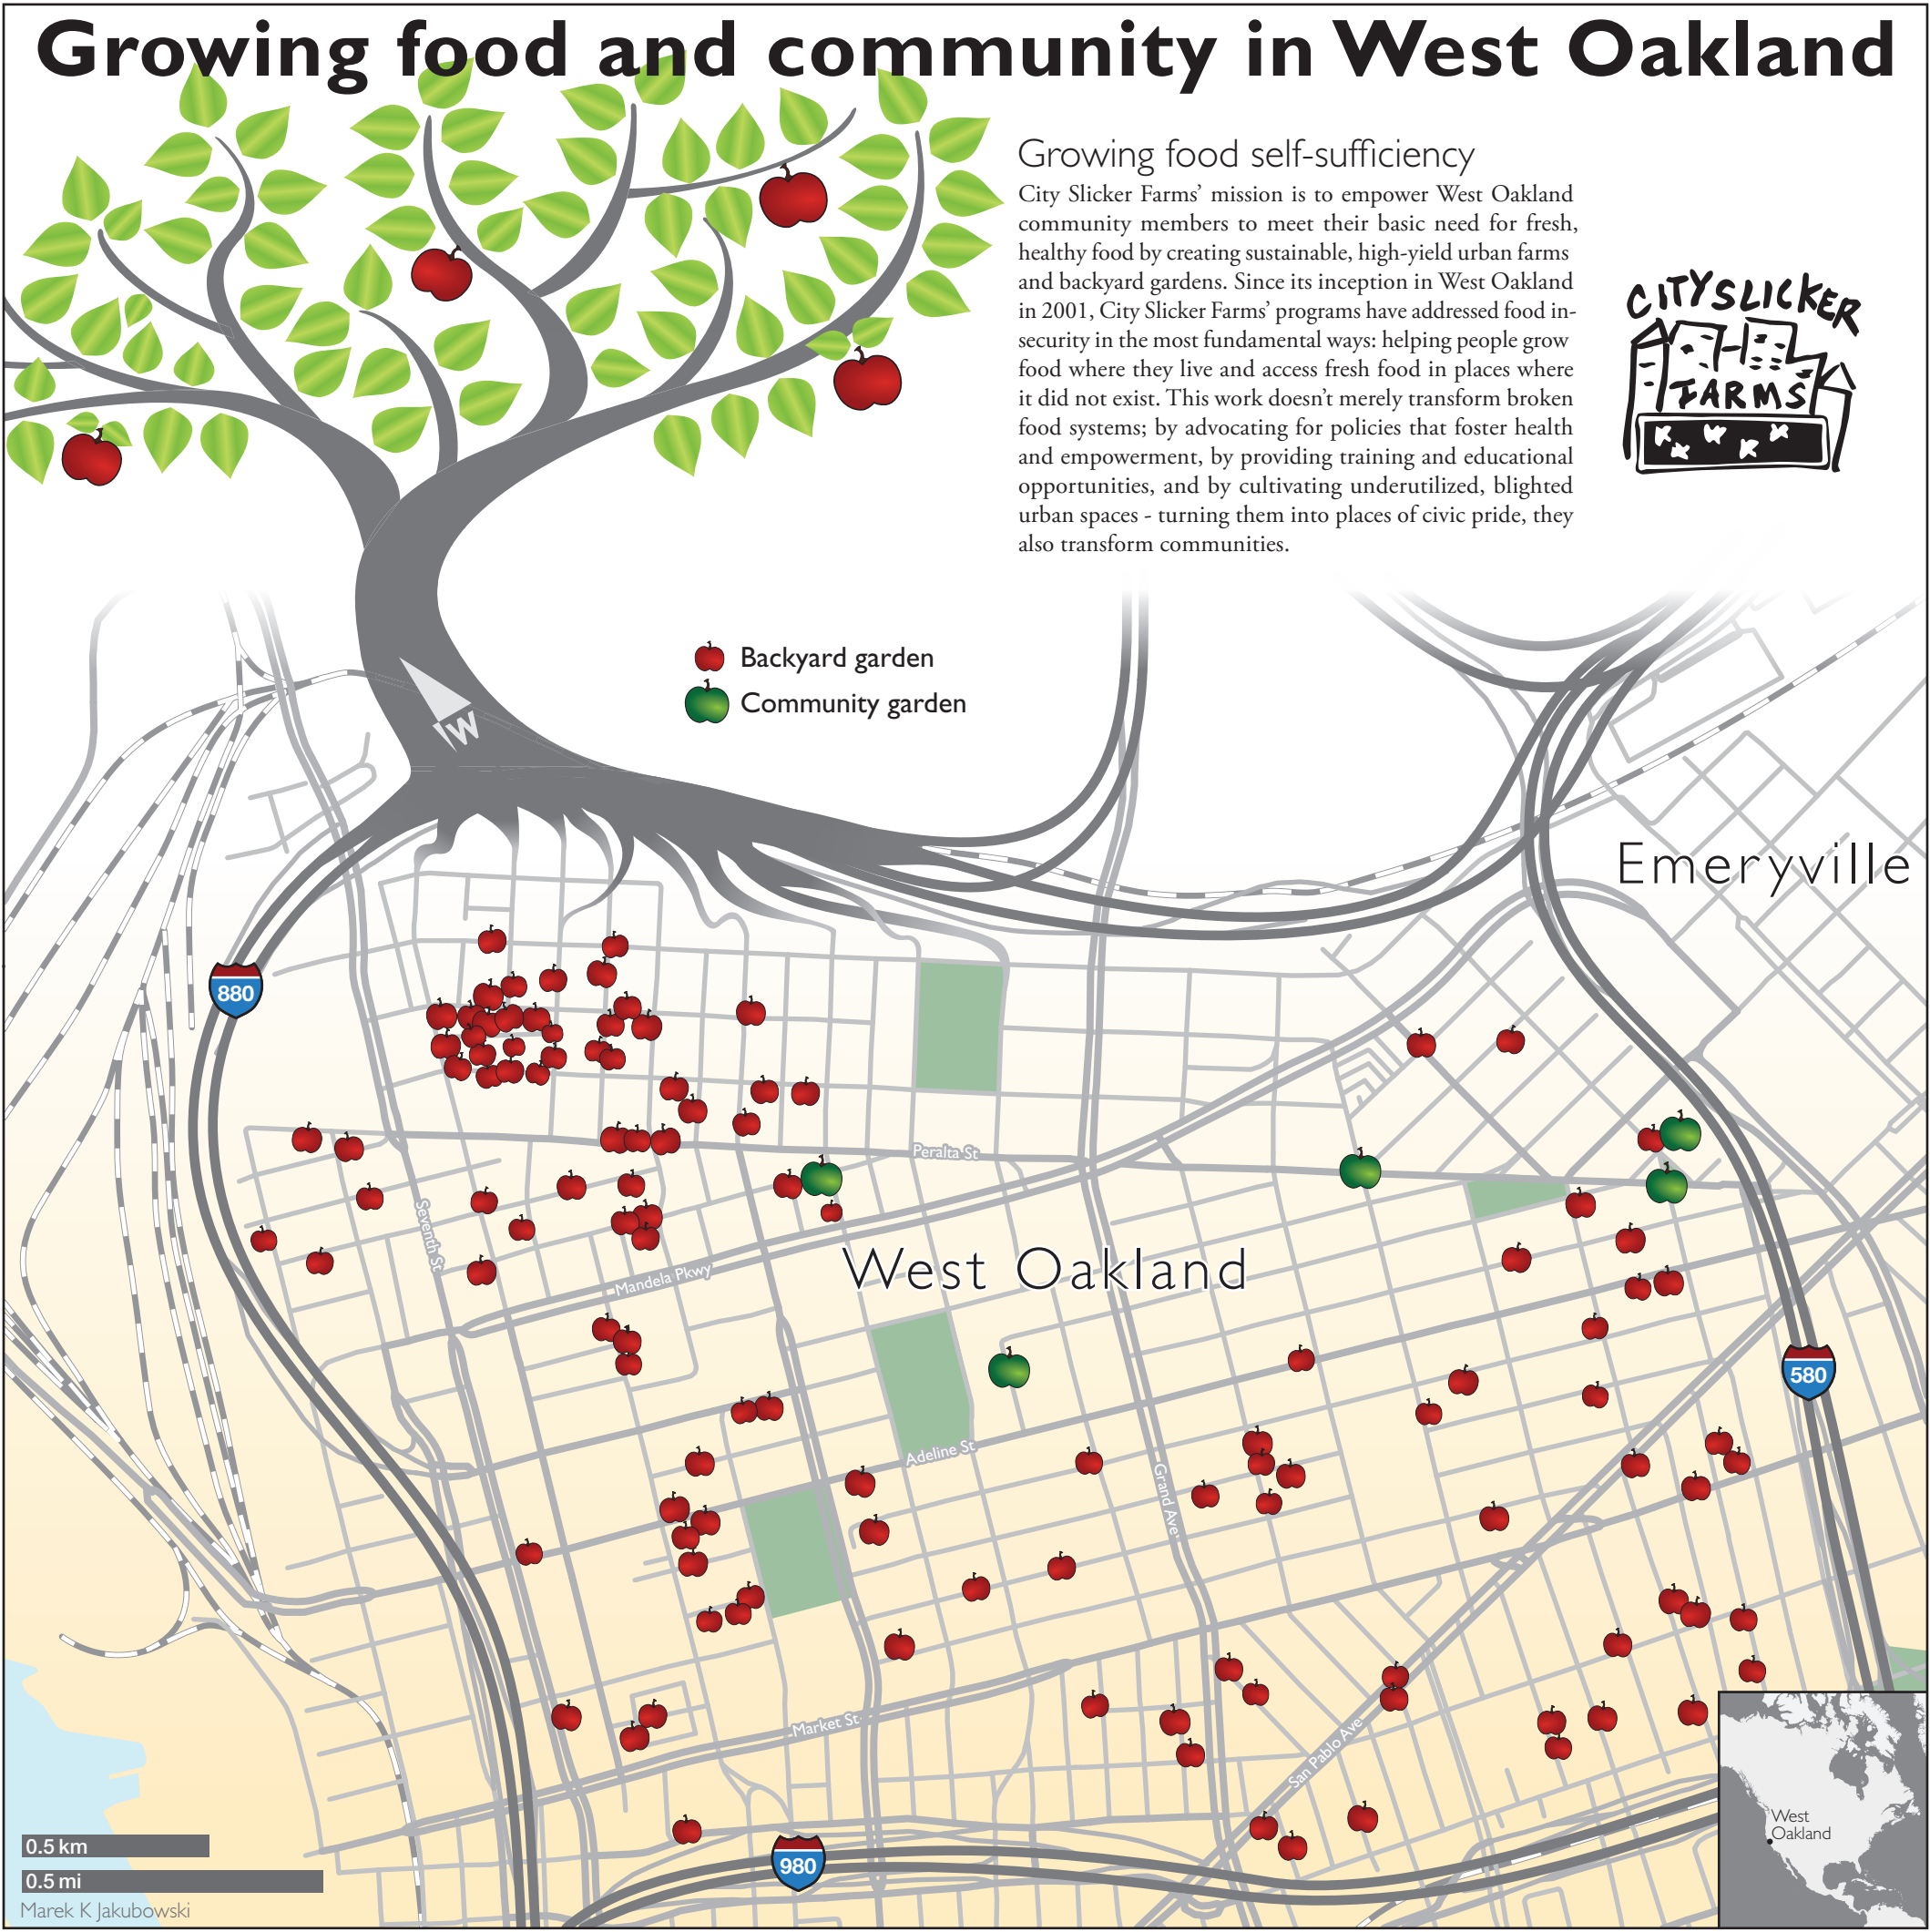 Growing food and community in West Oakland
Growing food self-sufficiency
City Slicker Farms’ mission is to empower West Oakland
community members to meet their basic need for fresh,
healthy food by creating sustainable, high-yield urban farms
and backyard gardens. Since its inception in West Oakland
in 2001, City Slicker Farms’ programs have addressed food in-
security in the most fundamental ways: helping people grow
food where they live and access fresh food in places where
it did not exist. This work doesn’t merely transform broken
food systems; by advocating for policies that foster health
and empowerment, by providing training and educational
opportunities, and by cultivating underutilized, blighted
urban spaces - turning them into places of civic pride, they
also transform communities.
CITY SLICKER
FARMS
Backyard garden
Community garden
N
Emeryville
880
Peralta St
Seventh St
West Oakland
Mandela Pkwy
580
Adeline St
Grand Ave
Market St
San Pablo Ave
West
Oakland
980
0.5 km
0.5 mi
Marek K Jakubowski